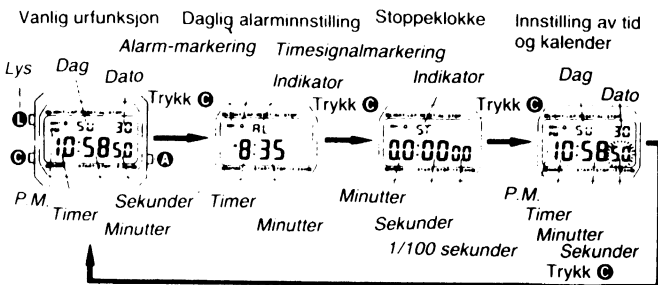 Vanlig urfunksjon Daglig alarminnstilling Stoppeklokke Innstilling av tid
og kalender
Alarm-markering Timesignalmarkering
Lys Dag Dato Indikator Indikator Dag
Dato
Trykk C Trykk C Trykk C
L SU 30 AL ST SU 30
C 10:58 50 A 8:35 00:00 00 10:58 50
P.M. Timer Sekunder Timer Minutter P.M.
Minutter Minutter Sekunder Timer
1/100 sekunder Minutter
Sekunder
Trykk C